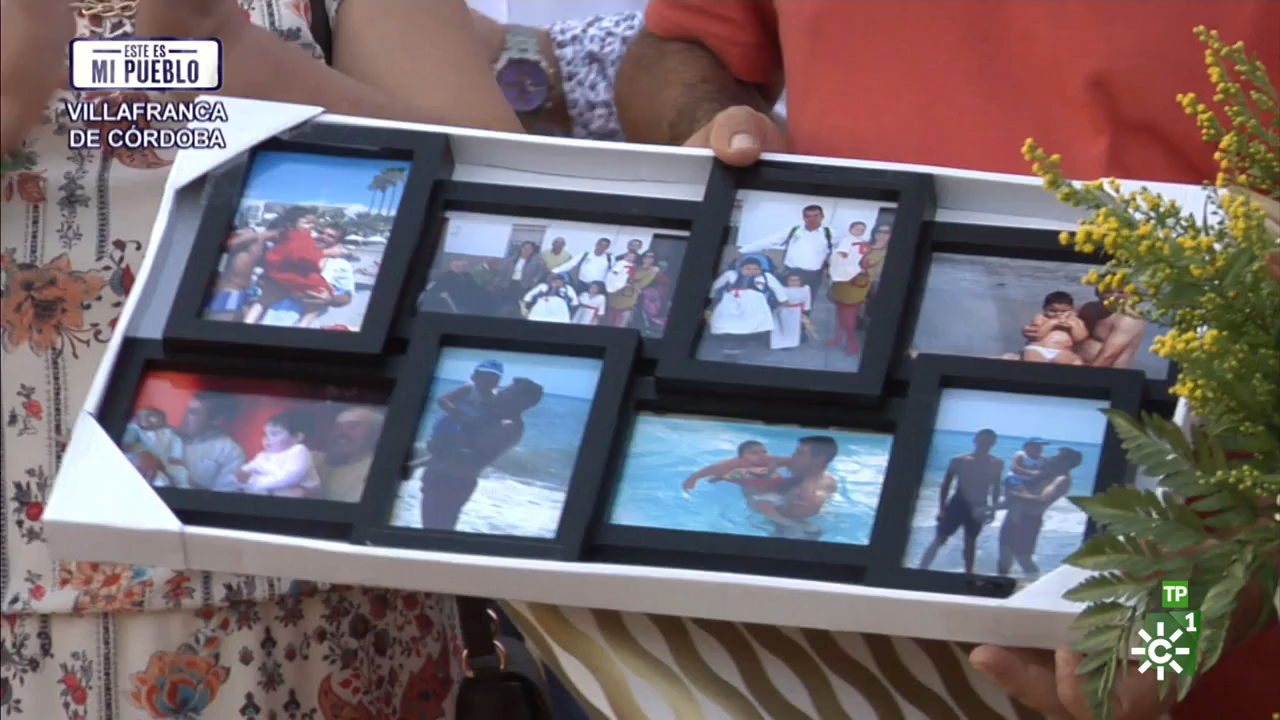 ESTE ES
MI PUEBLO
VILLAFRANCA
DE CÓRDOBA
TP
1